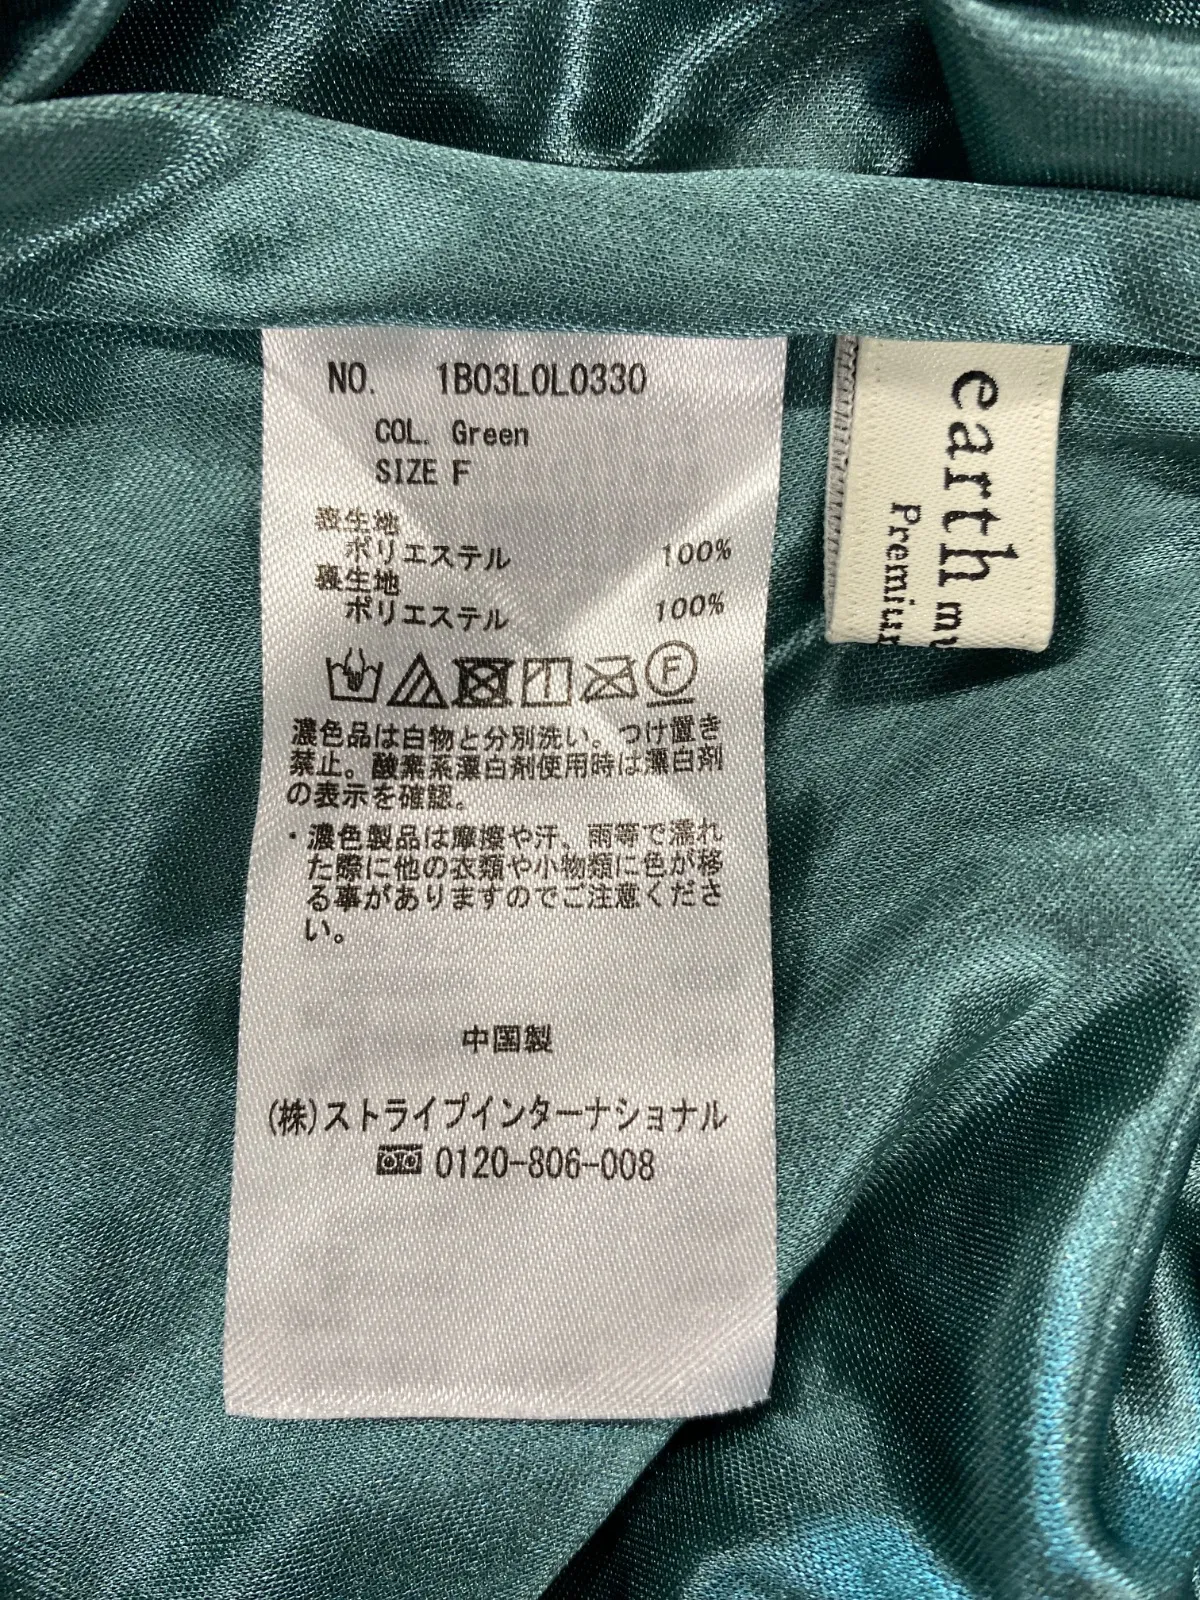 NO. 1B03L0L0330
COL. Green
SIZE F
表生地
ポリエステル 100%
裏生地
ポリエステル 100%
F
濃色品は白物と分別洗い。つけ置き
禁止。酸素系漂白剤使用時は漂白剤
の表示を確認。
・濃色製品は摩擦や汗、雨等で濡れ
た際に他の衣類や小物類に色が移
る事がありますのでご注意くださ
い。
中国製
(株)ストライプインターナショナル
0120-806-008
earth